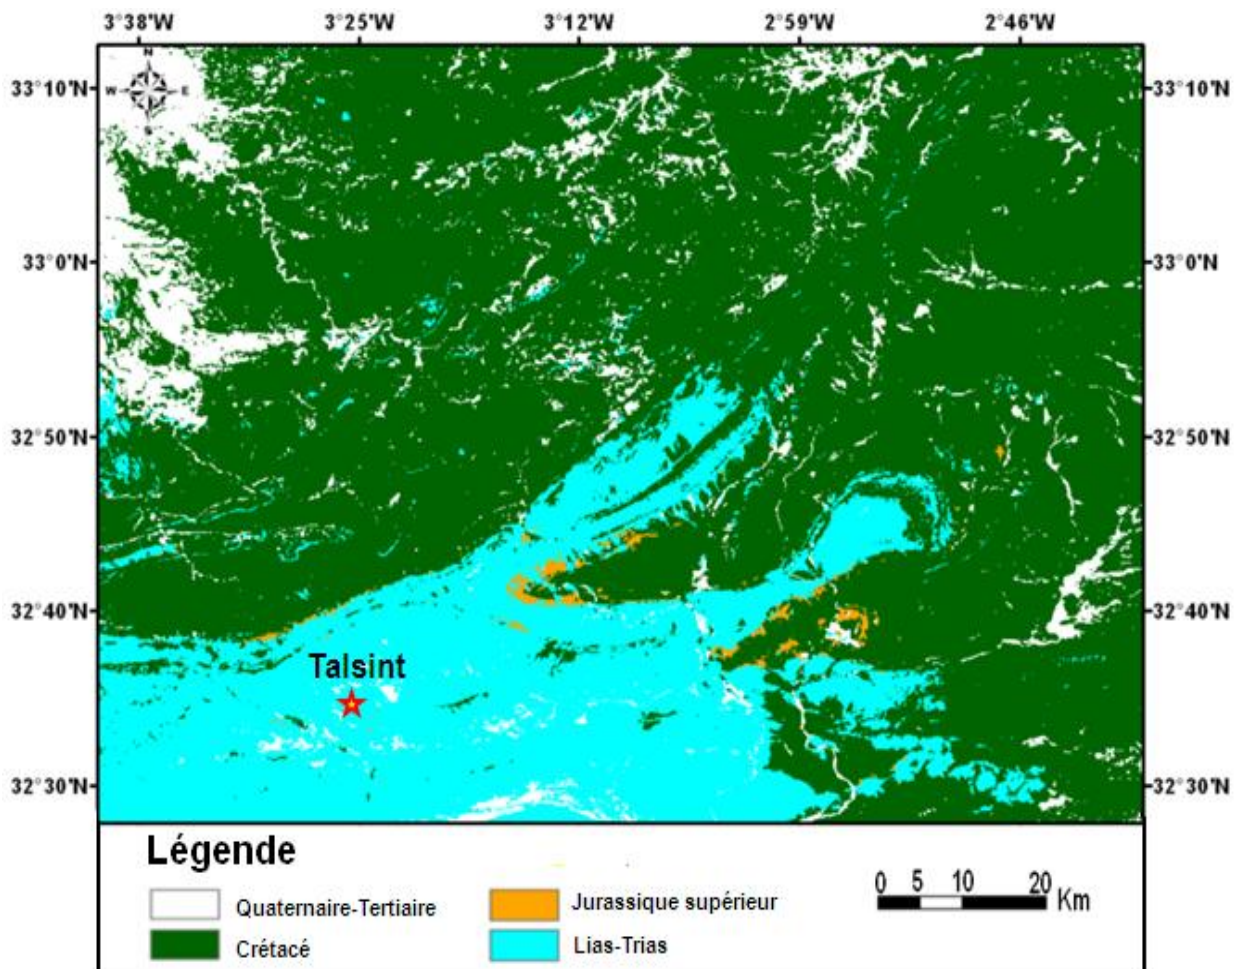 3°38'W 3°25'W 3°12'W 2°59'W 2°46'W
N
W E
S
33°10'N 33°10'N
33°0'N 33°0'N
32°50'N 32°50'N
32°40'N 32°40'N
Talsint
32°30'N 32°30'N
Légende
Quaternaire-Tertiaire
Crétacé
Jurassique supérieur
Lias-Trias
0 5 10 20 Km